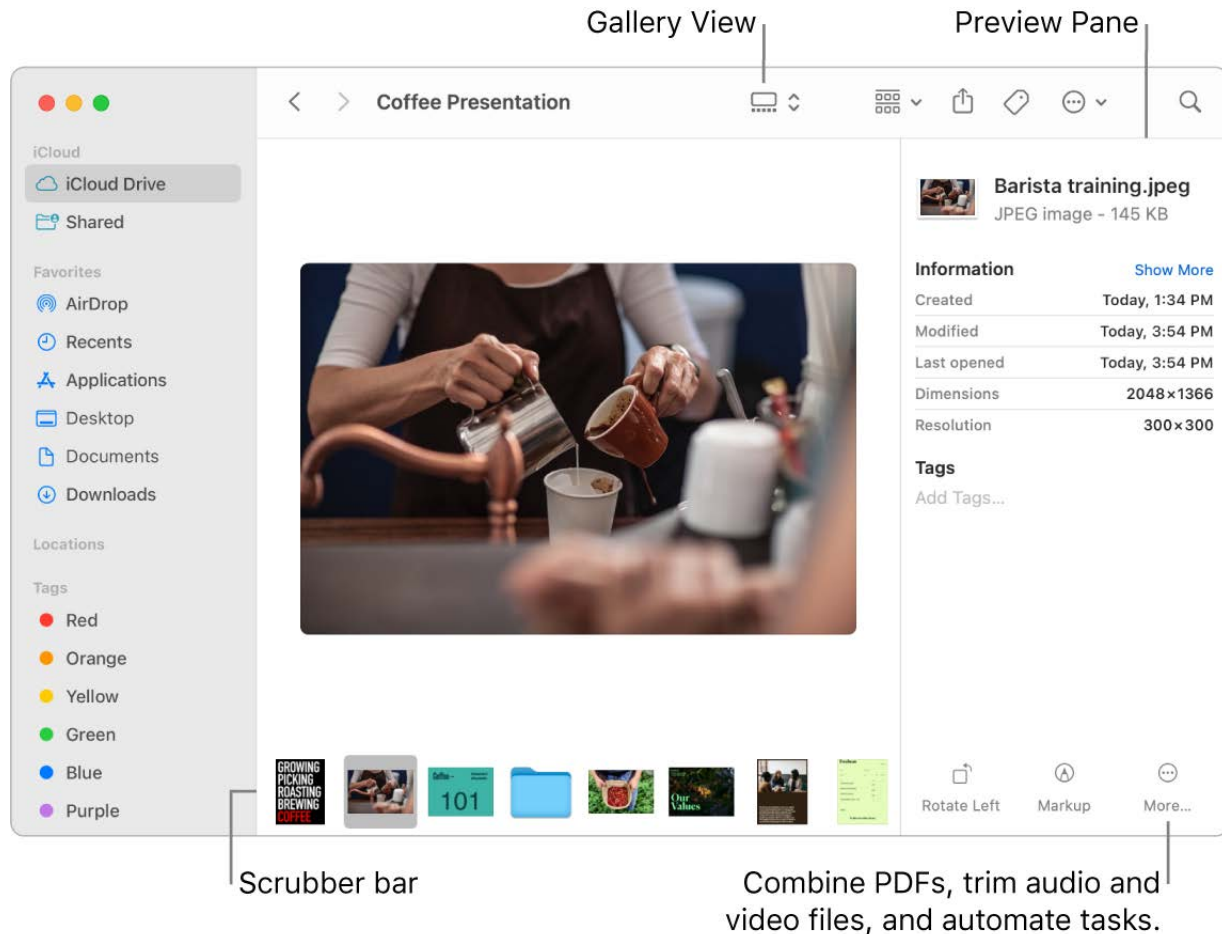 Gallery View
Preview Pane
Coffee Presentation
iCloud
iCloud Drive
Shared
Favorites
AirDrop
Recents
Applications
Desktop
Documents
Downloads
Locations
Tags
Red
Orange
Yellow
Green
Blue
Purple
GROWING
PICKING
ROASTING
BREWING
COFFEE
101
Our
Values
Barista training.jpeg
JPEG image - 145 KB
Information Show More
Created Today, 1:34 PM
Modified Today, 3:54 PM
Last opened Today, 3:54 PM
Dimensions 2048×1366
Resolution 300×300
Tags
Add Tags...
Rotate Left Markup More...
Scrubber bar
Combine PDFs, trim audio and
video files, and automate tasks.